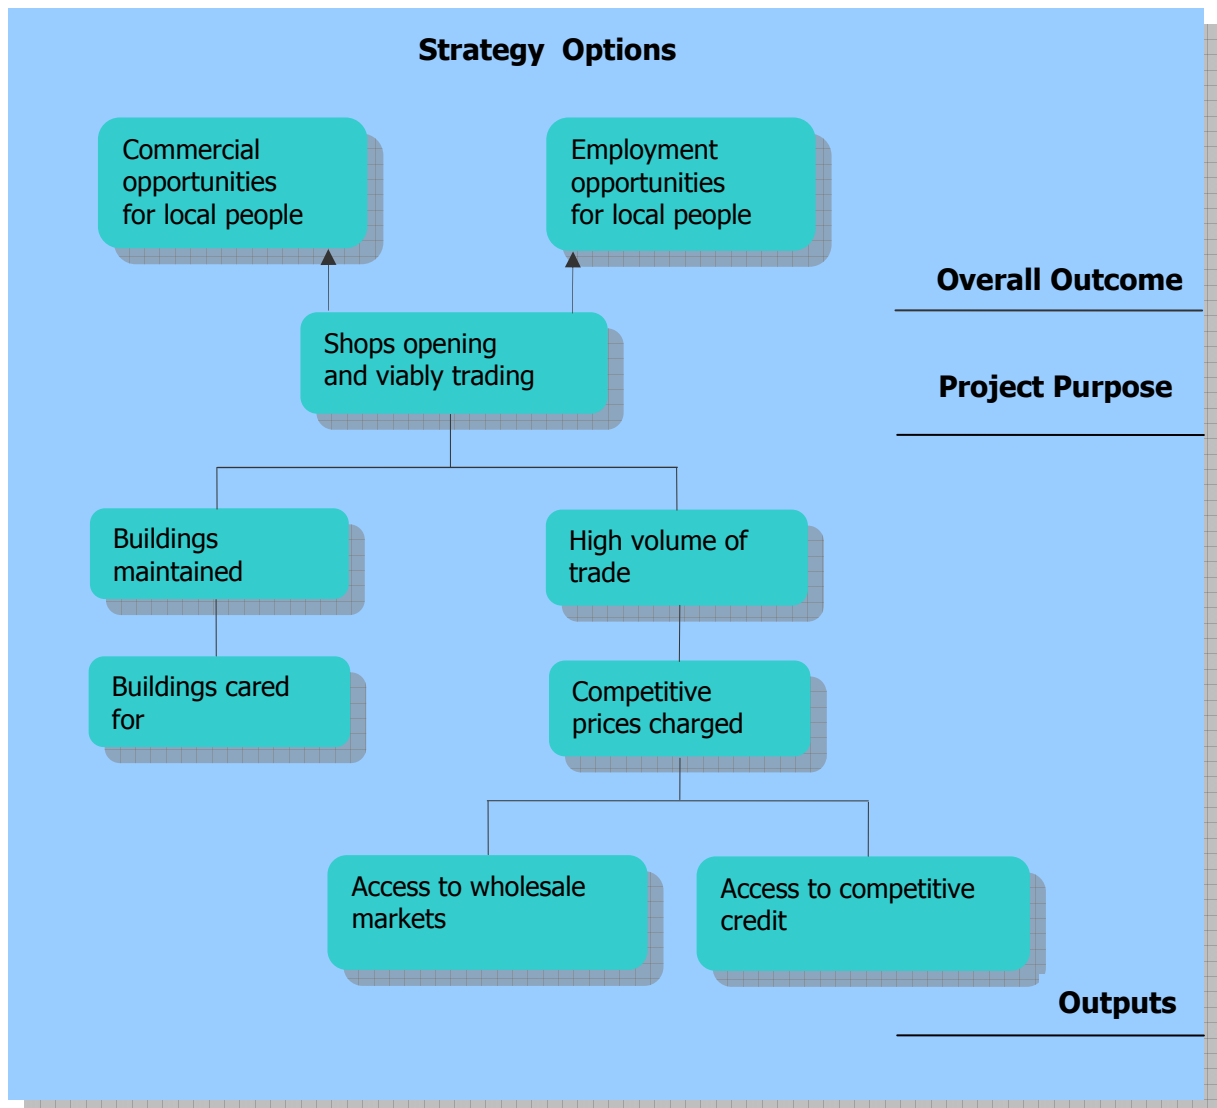 Strategy Options
Commercial
opportunities
for local people
Employment
opportunities
for local people
Overall Outcome
Shops opening
and viably trading
Project Purpose
Buildings
maintained
High volume of
trade
Buildings cared
for
Competitive
prices charged
Access to wholesale
markets
Access to competitive
credit
Outputs